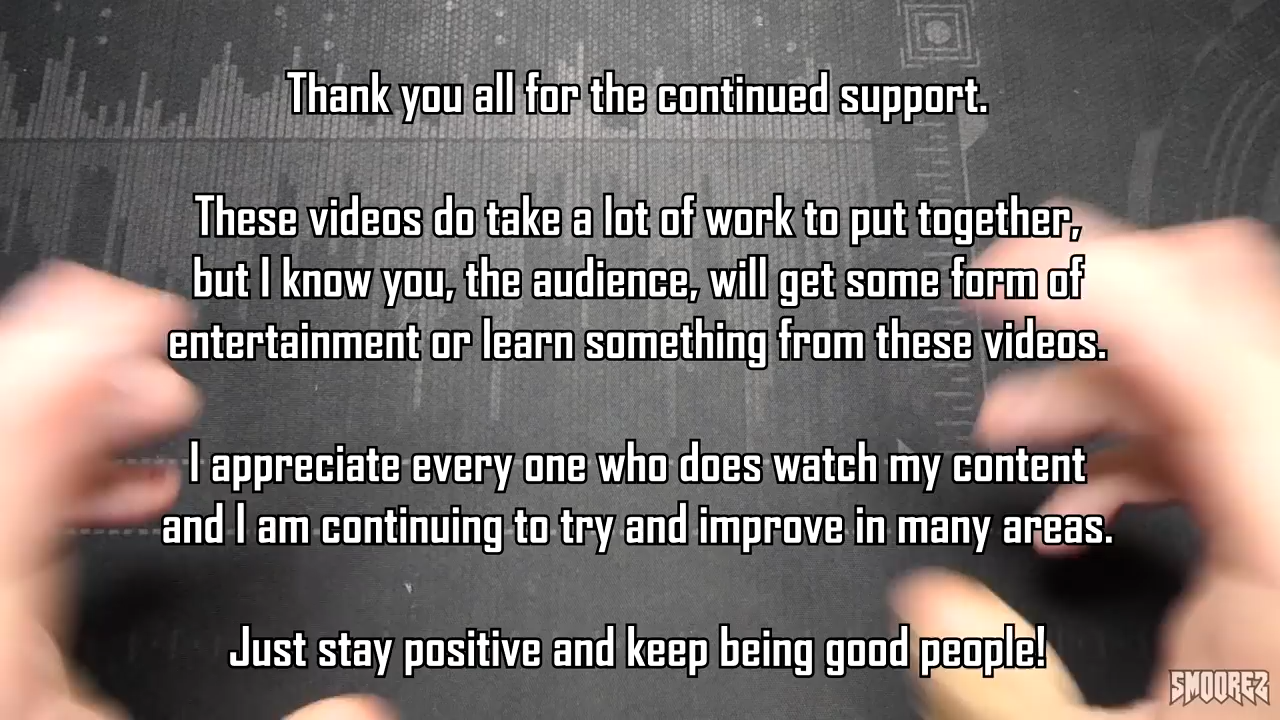 Thank you all for the continued support.
These videos do take a lot of work to put together,
but I know you, the audience, will get some form of
entertainment or learn something from these videos.
I appreciate every one who does watch my content
and I am continuing to try and improve in many areas.
Just stay positive and keep being good people!
SMOOREZ